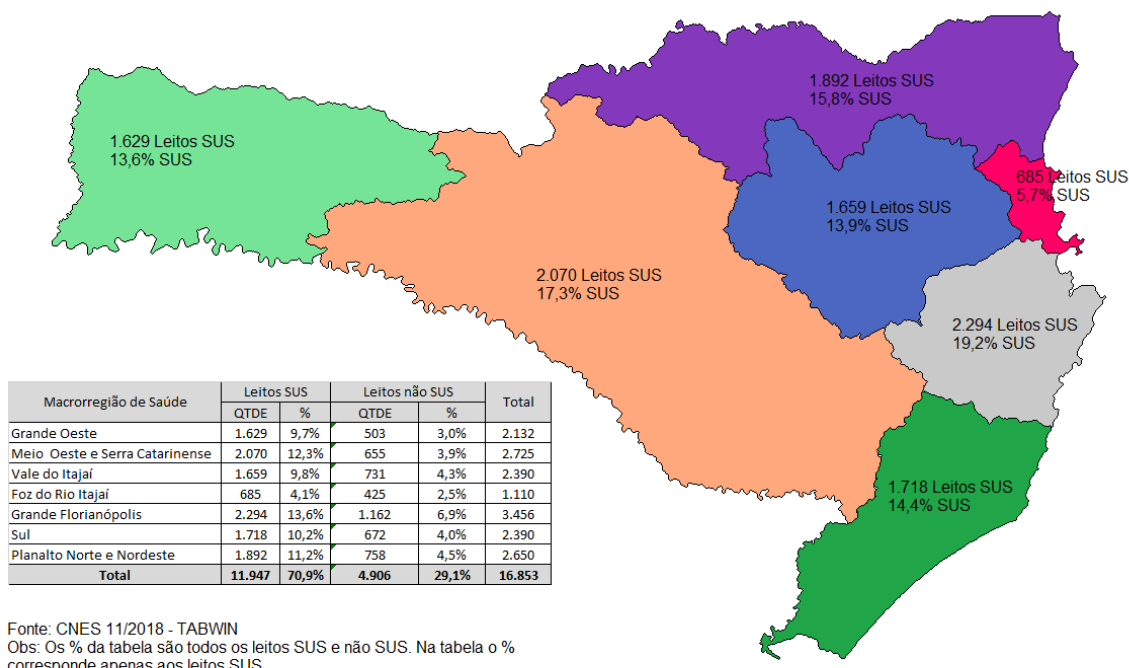 1.892 Leitos SUS
15,8% SUS
1.629 Leitos SUS
13,6% SUS
685 Leitos SUS
5,7% SUS
1.659 Leitos SUS
13,9% SUS
2.070 Leitos SUS
17,3% SUS
2.294 Leitos SUS
19,2% SUS
1.718 Leitos SUS
14,4% SUS
Macrorregião de Saúde Leitos SUS Leitos não SUS Total
QTDE % QTDE %
Grande Oeste 1.629 9,7% 503 3,0% 2.132
Meio Oeste e Serra Catarinense 2.070 12,3% 655 3,9% 2.725
Vale do Itajaí 1.659 9,8% 731 4,3% 2.390
Foz do Rio Itajaí 685 4,1% 425 2,5% 1.110
Grande Florianópolis 2.294 13,6% 1.162 6,9% 3.456
Sul 1.718 10,2% 672 4,0% 2.390
Planalto Norte e Nordeste 1.892 11,2% 758 4,5% 2.650
Total 11.947 70,9% 4.906 29,1% 16.853
Fonte: CNES 11/2018 - TABWIN
Obs: Os % da tabela são todos os leitos SUS e não SUS. Na tabela o %
corresponde apenas aos leitos SUS